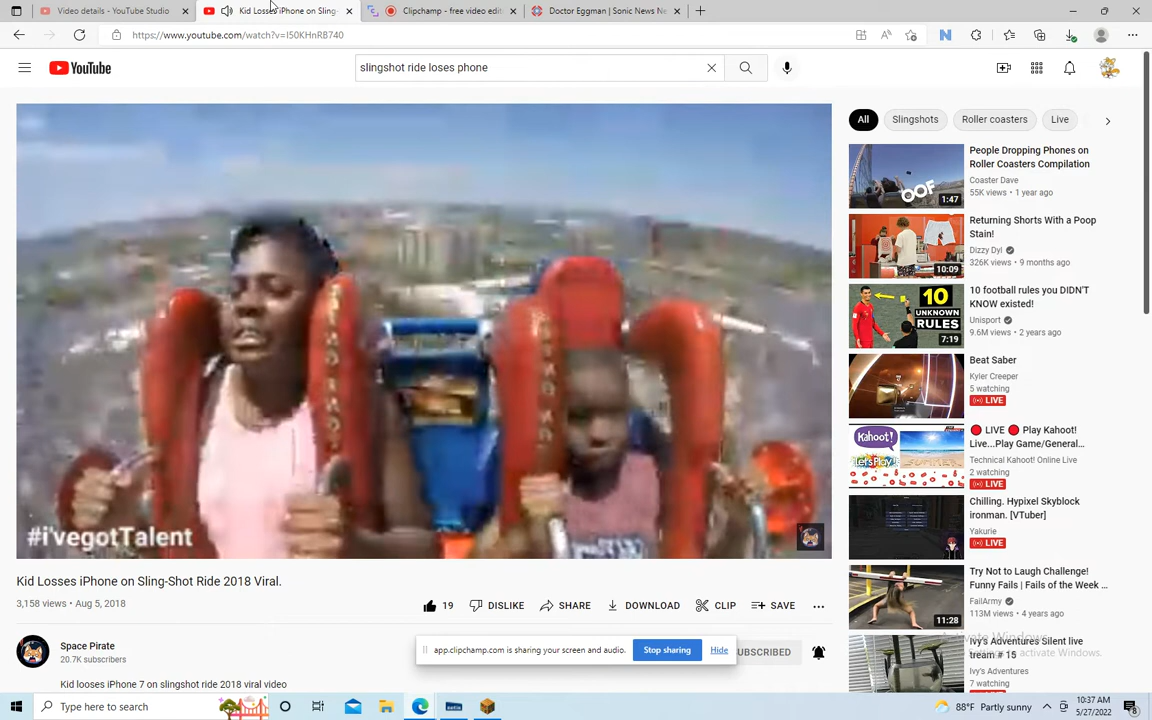 Video details - YouTube Studio
Kid Losses iPhone on Sling-
Clipchamp - free video edit
Doctor Eggman | Sonic News Ne
https://www.youtube.com/watch?v=I50KHnRB740
YouTube
slingshot ride loses phone
All
Slingshots
Roller coasters
Live
People Dropping Phones on
Roller Coasters Compilation
Coaster Dave
55K views • 1 year ago
OOF
1:47
Returning Shorts With a Poop
Stain!
Dizzy Dyl
326K views • 9 months ago
10:09
10 football rules you DIDN'T
KNOW existed!
Unisport
9.6M views • 2 years ago
10
UNKNOWN
RULES
7:19
Beat Saber
Kyler Creeper
5 watching
LIVE
🔴 LIVE 🔴 Play Kahoot!
Live...Play Game/General...
Technical Kahoot! Online Live
2 watching
LIVE
Kahoot!
Let's Play
Chilling. Hypixel Skyblock
ironman. [VTuber]
Yakurie
LIVE
Try Not to Laugh Challenge!
Funny Fails | Fails of the Week ...
FailArmy
113M views • 4 years ago
11:28
Ivy's Adventures Silent live
tream # 15
Ivy's Adventures
7 watching
#i'vegotTalent
Kid Losses iPhone on Sling-Shot Ride 2018 Viral.
3,158 views • Aug 5, 2018
19
DISLIKE
SHARE
DOWNLOAD
CLIP
SAVE
Space Pirate
20.7K subscribers
UBSCRIBED
Kid looses iPhone 7 on slingshot ride 2018 viral video
app.clipchamp.com is sharing your screen and audio.
Stop sharing
Hide
Activate Windows
Type here to search
88°F Partly sunny
10:37 AM
5/27/2022
8